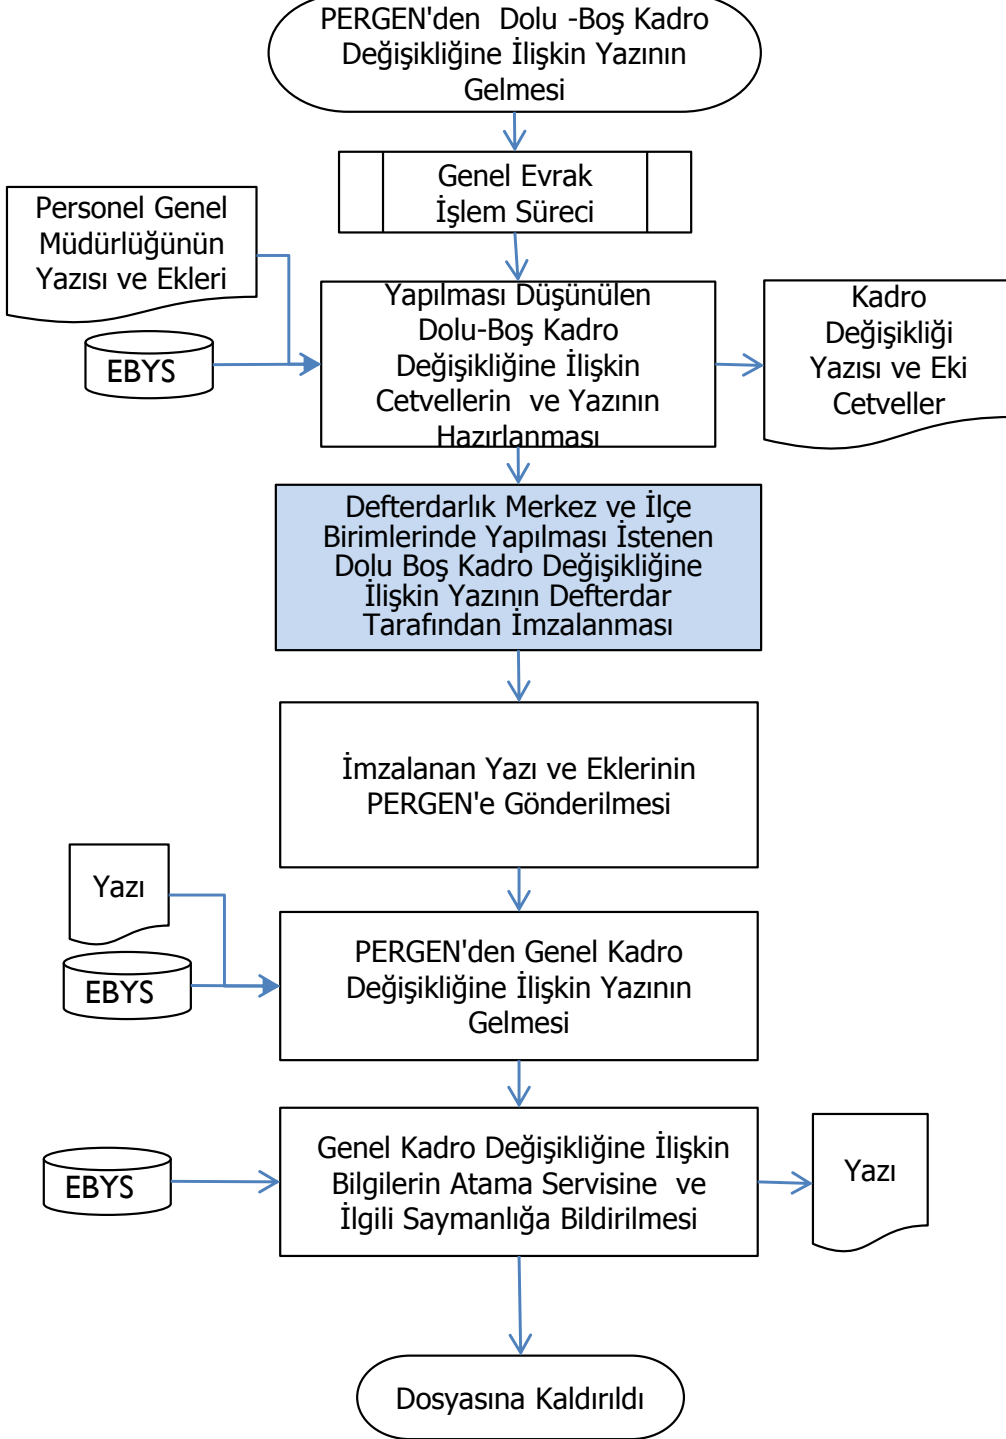 PERGEN'den  Dolu -Boş Kadro
Değişikliğine İlişkin Yazının
Gelmesi
Genel Evrak
İşlem Süreci
Personel Genel
Müdürlüğünün
Yazısı ve Ekleri
EBYS
Yapılması Düşünülen
Dolu-Boş Kadro
Değişikliğine İlişkin
Cetvellerin  ve Yazının
Hazırlanması
Kadro
Değişikliği
Yazısı ve Eki
Cetveller
Defterdarlık Merkez ve İlçe
Birimlerinde Yapılması İstenen
Dolu Boş Kadro Değişikliğine
İlişkin Yazının Defterdar
Tarafından İmzalanması
İmzalanan Yazı ve Eklerinin
PERGEN'e Gönderilmesi
Yazı
EBYS
PERGEN'den Genel Kadro
Değişikliğine İlişkin Yazının
Gelmesi
EBYS
Genel Kadro Değişikliğine İlişkin
Bilgilerin Atama Servisine  ve
İlgili Saymanlığa Bildirilmesi
Yazı
Dosyasına Kaldırıldı